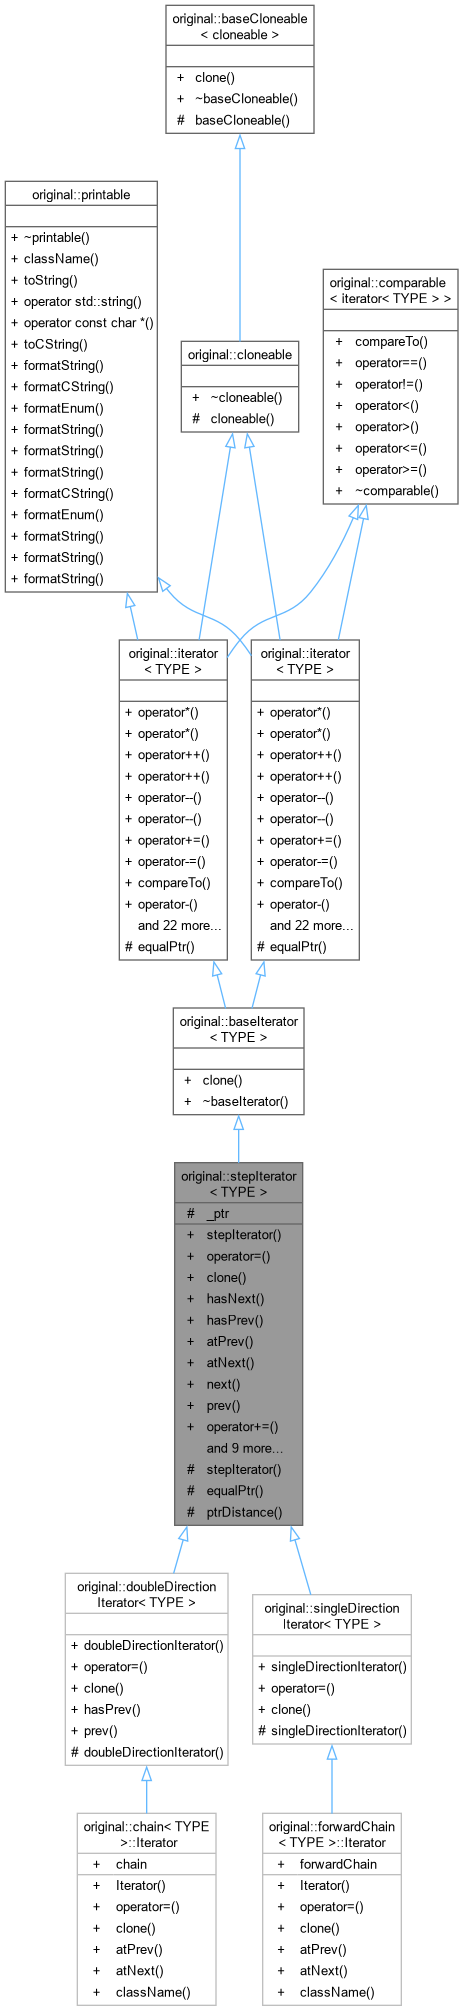 original::baseCloneable
< cloneable >
+ clone()
+ ~baseCloneable()
# baseCloneable()
original::printable
+ ~printable()
+ className()
+ toString()
+ operator std::string()
+ operator const char *()
+ toCString()
+ formatString()
+ formatCString()
+ formatEnum()
+ formatString()
+ formatString()
+ formatString()
+ formatCString()
+ formatEnum()
+ formatString()
+ formatString()
+ formatString()
original::comparable
< iterator< TYPE > >
+ compareTo()
+ operator==()
+ operator!=()
+ operator<()
+ operator>()
+ operator<=()
+ operator>=()
+ ~comparable()
original::cloneable
+ ~cloneable()
# cloneable()
original::iterator
< TYPE >
+ operator*()
+ operator*()
+ operator++()
+ operator++()
+ operator--()
+ operator--()
+ operator+=()
+ operator-=()
+ compareTo()
+ operator-()
and 22 more...
# equalPtr()
original::iterator
< TYPE >
+ operator*()
+ operator*()
+ operator++()
+ operator++()
+ operator--()
+ operator--()
+ operator+=()
+ operator-=()
+ compareTo()
+ operator-()
and 22 more...
# equalPtr()
original::baseIterator
< TYPE >
+ clone()
+ ~baseIterator()
original::stepIterator
< TYPE >
# _ptr
+ stepIterator()
+ operator=()
+ clone()
+ hasNext()
+ hasPrev()
+ atPrev()
+ atNext()
+ next()
+ prev()
+ operator+=()
and 9 more...
# stepIterator()
# equalPtr()
# ptrDistance()
original::doubleDirection
Iterator< TYPE >
+ doubleDirectionIterator()
+ operator=()
+ clone()
+ hasPrev()
+ prev()
# doubleDirectionIterator()
original::singleDirection
Iterator< TYPE >
+ singleDirectionIterator()
+ operator=()
+ clone()
# singleDirectionIterator()
original::chain< TYPE
>::Iterator
+ chain
+ Iterator()
+ operator=()
+ clone()
+ atPrev()
+ atNext()
+ className()
original::forwardChain
< TYPE >::Iterator
+ forwardChain
+ Iterator()
+ operator=()
+ clone()
+ atPrev()
+ atNext()
+ className()